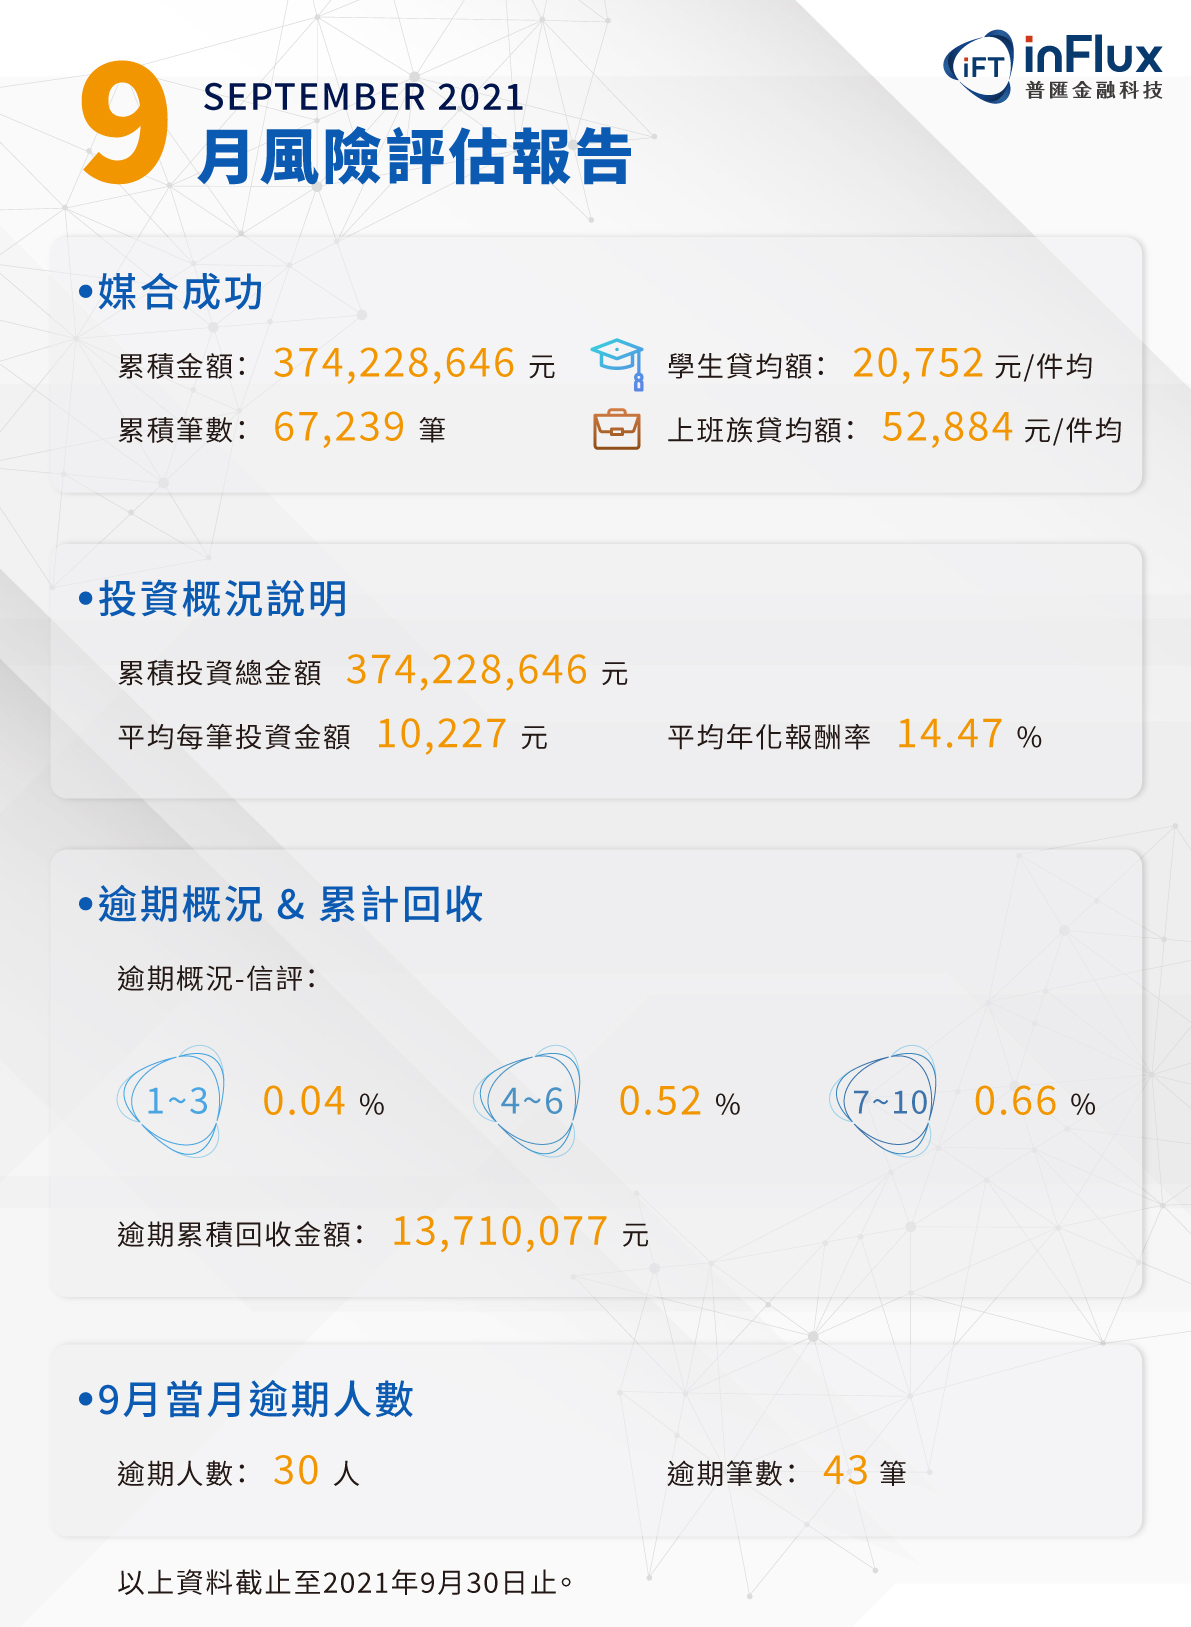 iFT inFlux
普匯金融科技
9
SEPTEMBER 2021
月風險評估報告
•媒合成功
累積金額： 374,228,646 元
學生貸均額： 20,752 元/件均
累積筆數： 67,239 筆
上班族貸均額： 52,884 元/件均
•投資概況說明
累積投資總金額 374,228,646 元
平均每筆投資金額 10,227 元
平均年化報酬率 14.47 %
•逾期概況 & 累計回收
逾期概況-信評：
1~3 0.04 %
4~6 0.52 %
7~10 0.66 %
逾期累積回收金額： 13,710,077 元
•9月當月逾期人數
逾期人數： 30 人
逾期筆數： 43 筆
以上資料截止至2021年9月30日止。